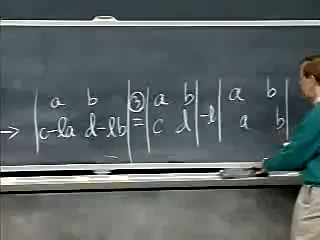 a b ③ a b a b
→ c-la d-lb = c d -l a b